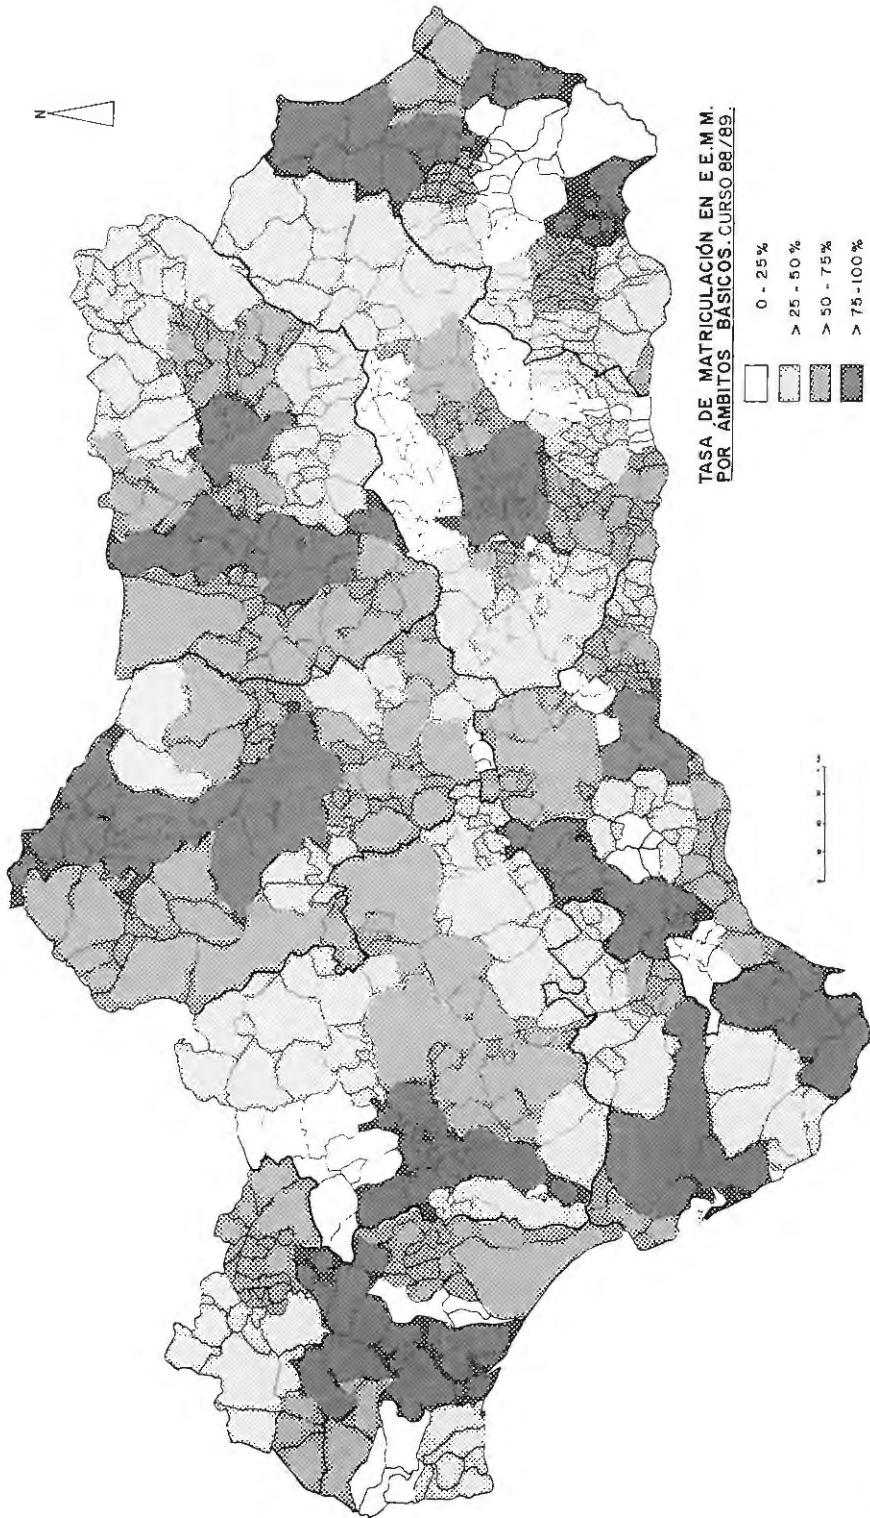 N
TASA DE MATRICULACIÓN EN E E.M M.
POR ÁMBITOS BÁSICOS. CURSO 88/89.
0 - 25%
> 25 - 50%
> 50 - 75%
> 75-100%